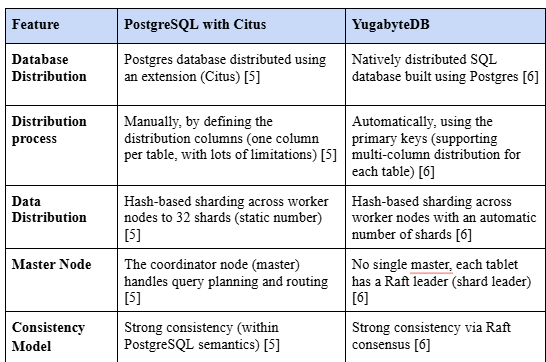 Feature PostgreSQL with Citus YugabyteDB
Database
Distribution
Postgres database distributed using
an extension (Citus) [5]
Natively distributed SQL
database built using Postgres [6]
Distribution
process
Manually, by defining the
distribution columns (one column
per table, with lots of limitations) [5]
Automatically, using the
primary keys (supporting
multi-column distribution for
each table) [6]
Data
Distribution
Hash-based sharding across worker
nodes to 32 shards (static number)
[5]
Hash-based sharding across
worker nodes with an automatic
number of shards [6]
Master Node
The coordinator node (master)
handles query planning and routing
[5]
No single master, each tablet
has a Raft leader (shard leader)
[6]
Consistency
Model
Strong consistency (within
PostgreSQL semantics) [5]
Strong consistency via Raft
consensus [6]